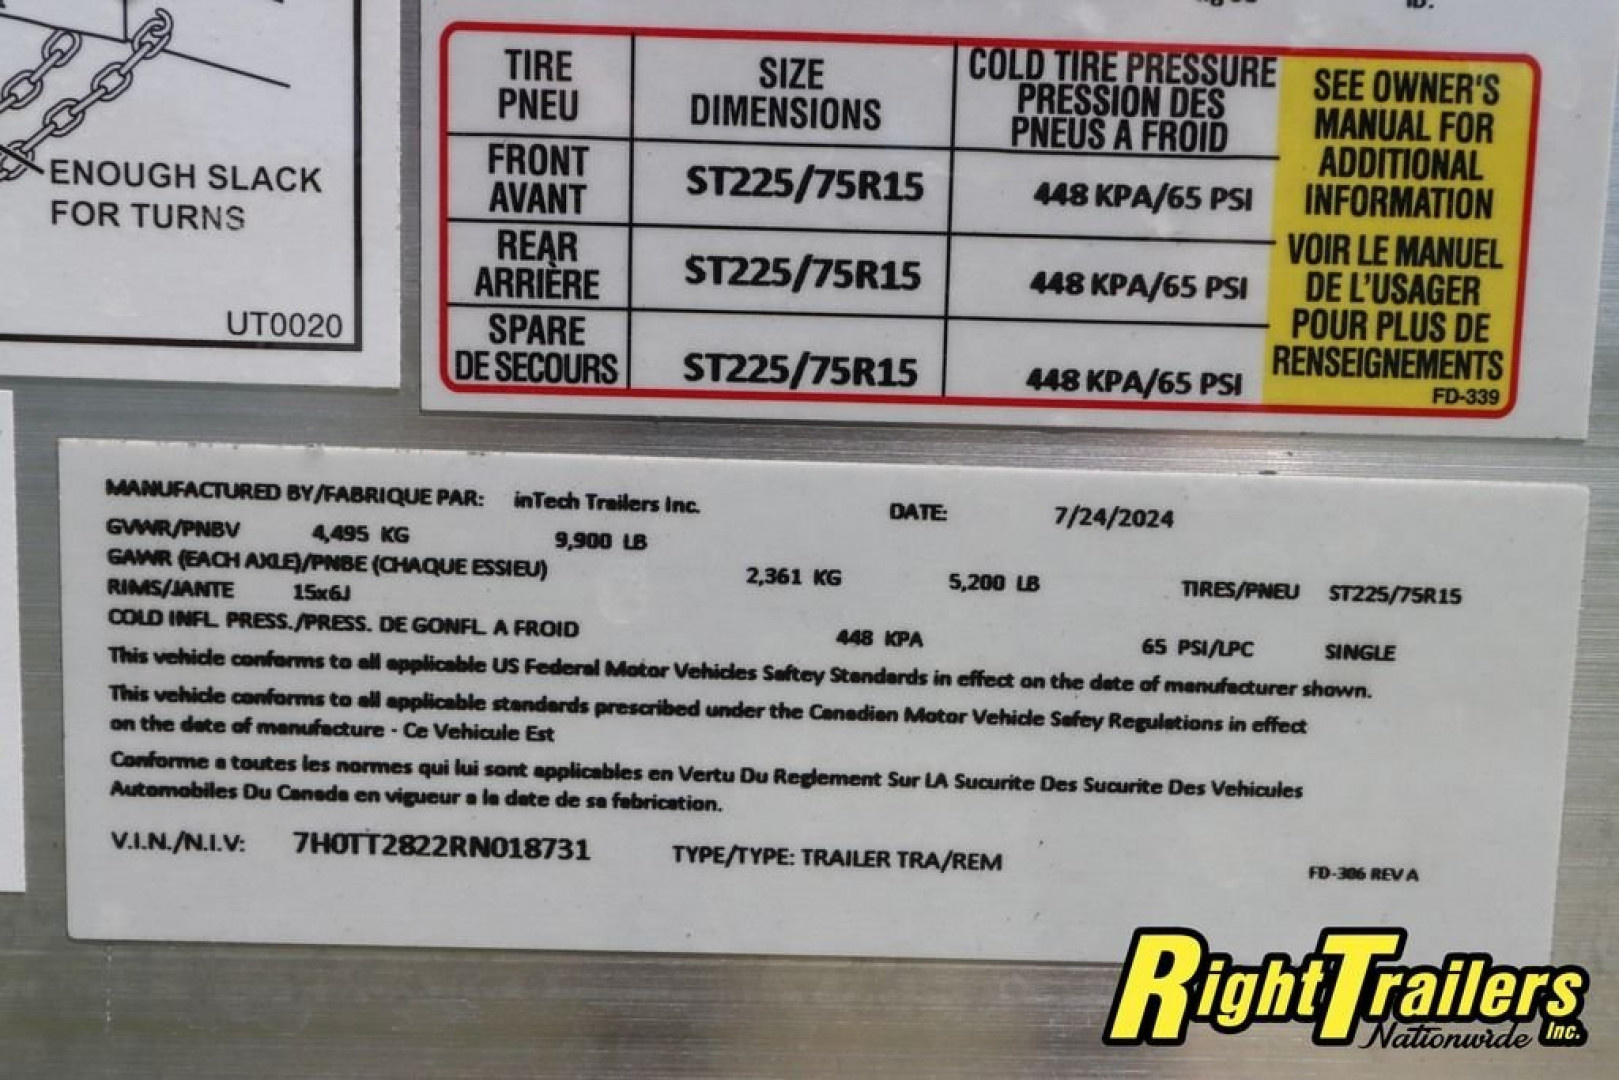 ENOUGH SLACK
FOR TURNS
UT0020
TIRE
PNEU
SIZE
DIMENSIONS
COLD TIRE PRESSURE
PRESSION DES
PNEUS A FROID
FRONT
AVANT
ST225/75R15
448 KPA/65 PSI
REAR
ARRIÈRE
ST225/75R15
448 KPA/65 PSI
SPARE
DE SECOURS
ST225/75R15
448 KPA/65 PSI
SEE OWNER'S
MANUAL FOR
ADDITIONAL
INFORMATION
VOIR LE MANUEL
DE L'USAGER
POUR PLUS DE
RENSEIGNEMENTS
FD-339
MANUFACTURED BY/FABRIQUE PAR: inTech Trailers Inc. DATE: 7/24/2024
GVWR/PNBV 4,495 KG 9,900 LB
GAWR (EACH AXLE)/PNBE (CHAQUE ESSIEU) 2,361 KG 5,200 LB TIRES/PNEU ST225/75R15
RIMS/JANTE 15x6J
COLD INFL. PRESS./PRESS. DE GONFL. A FROID 448 KPA 65 PSI/LPC SINGLE
This vehicle conforms to all applicable US Federal Motor Vehicles Saftey Standards in effect on the date of manufacturer shown.
This vehicle conforms to all applicable standards prescribed under the Canadian Motor Vehicle Safey Regulations in effect
on the date of manufacture - Ce Vehicule Est
Conforme a toutes les normes qui lui sont applicables en Vertu Du Reglement Sur LA Sucurite Des Sucurite Des Vehicules
Automobiles Du Canada en vigueur a la date de sa fabrication.
V.I.N./N.I.V: 7H0TT2822RN018731 TYPE/TYPE: TRAILER TRA/REM
FD-306 REV A
RightTrailers
Nationwide Inc.